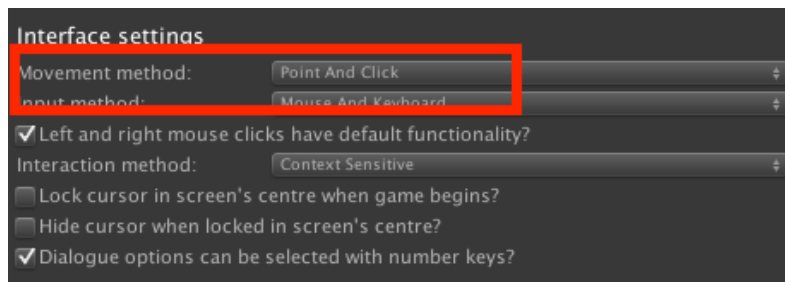 Interface settings
Movement method: Point And Click
Input method: Mouse And Keyboard
Left and right mouse clicks have default functionality?
Interaction method: Context Sensitive
Lock cursor in screen's centre when game begins?
Hide cursor when locked in screen's centre?
Dialogue options can be selected with number keys?